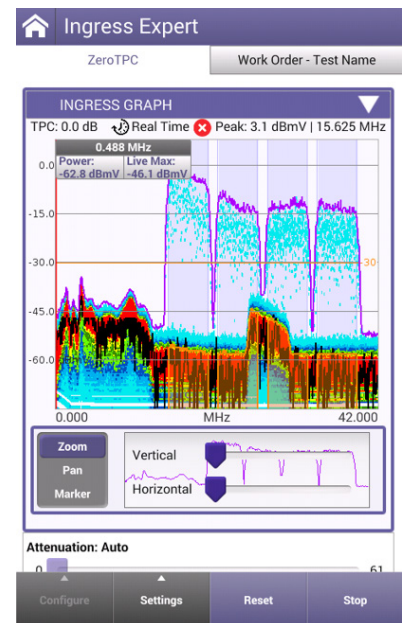 Ingress Expert
ZeroTPC
Work Order - Test Name
INGRESS GRAPH
TPC: 0.0 dB Real Time Peak: 3.1 dBmV | 15.625 MHz
0.488 MHz
Power: Live Max:
-62.8 dBmV -46.1 dBmV
0.0
-15.0
-30.0 30
-45.0
-60.0
0.000 MHz 42.000
Zoom
Pan
Marker
Vertical
Horizontal
Attenuation: Auto
0 61
Configure Settings Reset Stop